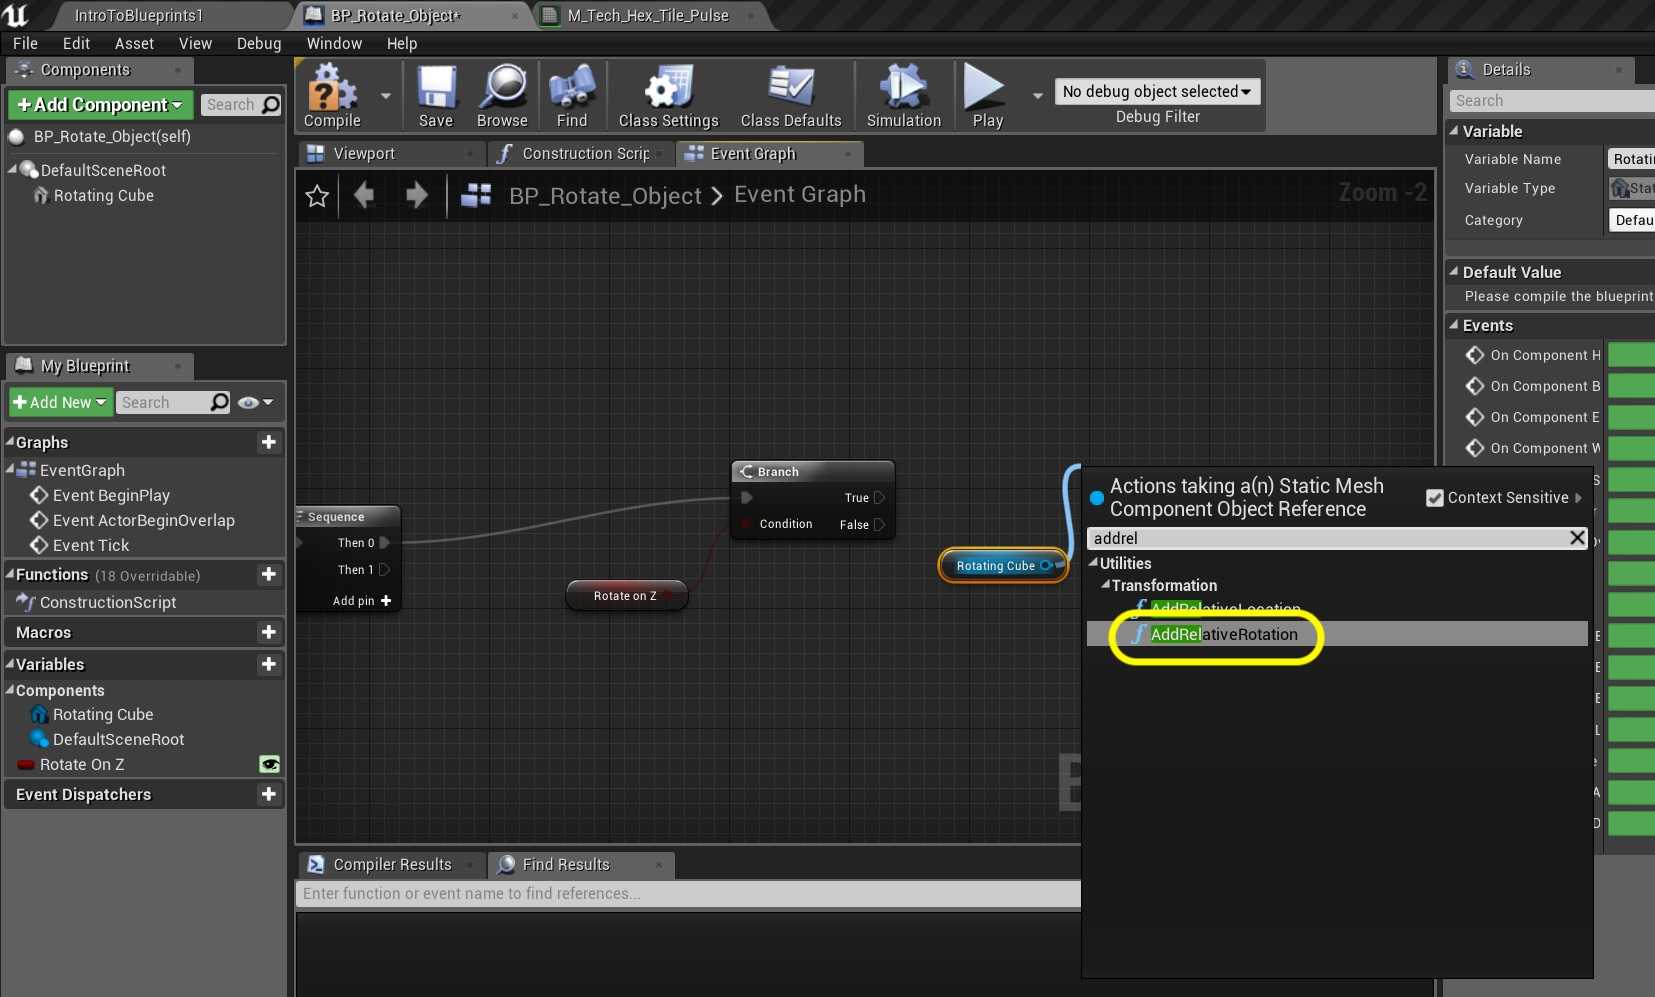 IntroToBlueprints1
BP_Rotate_Object*
M_Tech_Hex_Tile_Pulse
File Edit Asset View Debug Window Help
Components
+Add Component
Search
BP_Rotate_Object(self)
DefaultSceneRoot
Rotating Cube
Compile
Save
Browse
Find
Class Settings
Class Defaults
Simulation
Play
No debug object selected
Debug Filter
Viewport
Construction Scrip
Event Graph
BP_Rotate_Object > Event Graph
Zoom -2
My Blueprint
+Add New
Search
Graphs
EventGraph
Event BeginPlay
Event ActorBeginOverlap
Event Tick
Functions (18 Overridable)
ConstructionScript
Macros
Variables
Components
Rotating Cube
DefaultSceneRoot
Rotate On Z
Event Dispatchers
Sequence
Then 0
Then 1
Add pin +
Rotate on Z
Branch
True
Condition
False
Rotating Cube
B
Actions taking a(n) Static Mesh
Component Object Reference
Context Sensitive
addrel
Utilities
Transformation
AddRelativeLocation
AddRelativeRotation
Compiler Results
Find Results
Enter function or event name to find references...
Details
Search
Variable
Variable Name
Rotati
Variable Type
Stat
Category
Defau
Default Value
Please compile the blueprint
Events
On Component H
On Component B
On Component E
On Component W